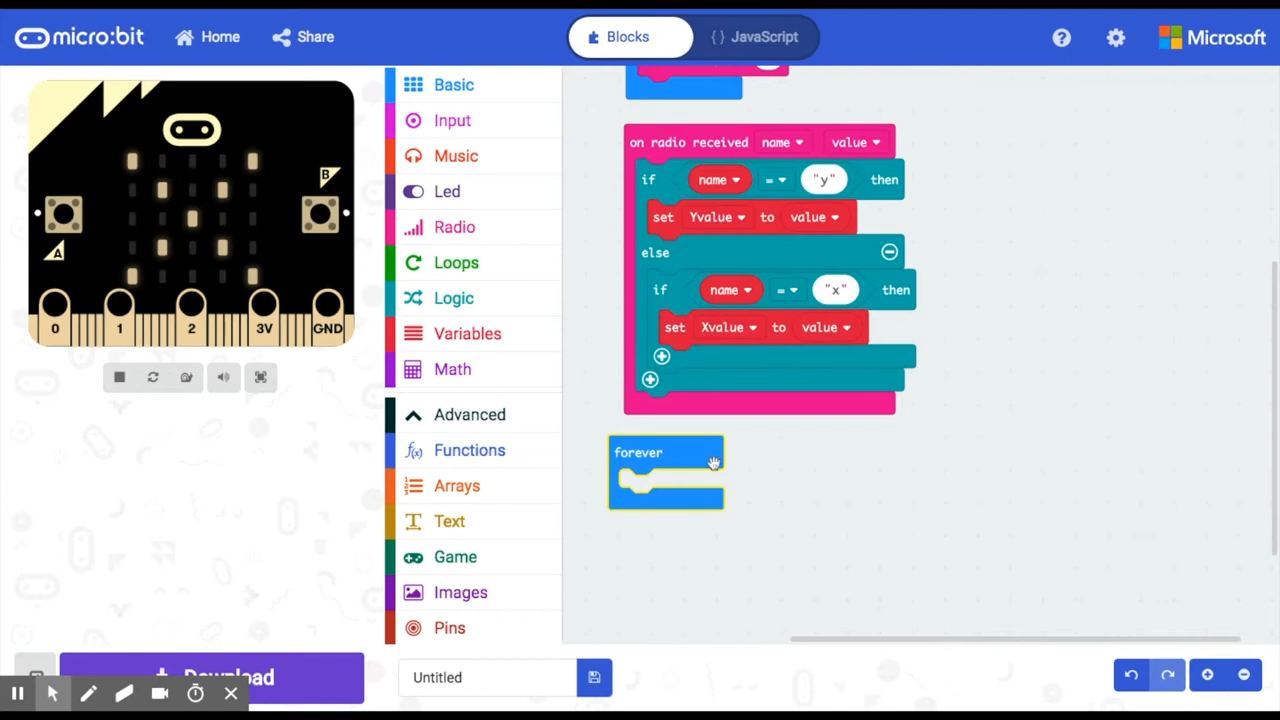 micro:bit Home Share Blocks { } JavaScript ? Microsoft
Basic
Input
Music
Led
Radio
Loops
Logic
Variables
Math
Advanced
Functions
Arrays
Text
Game
Images
Pins
B
A
0 1 2 3V GND
on radio received name value
if name = "y" then
set Yvalue to value
else
if name = "x" then
set Xvalue to value
forever
Download
Untitled